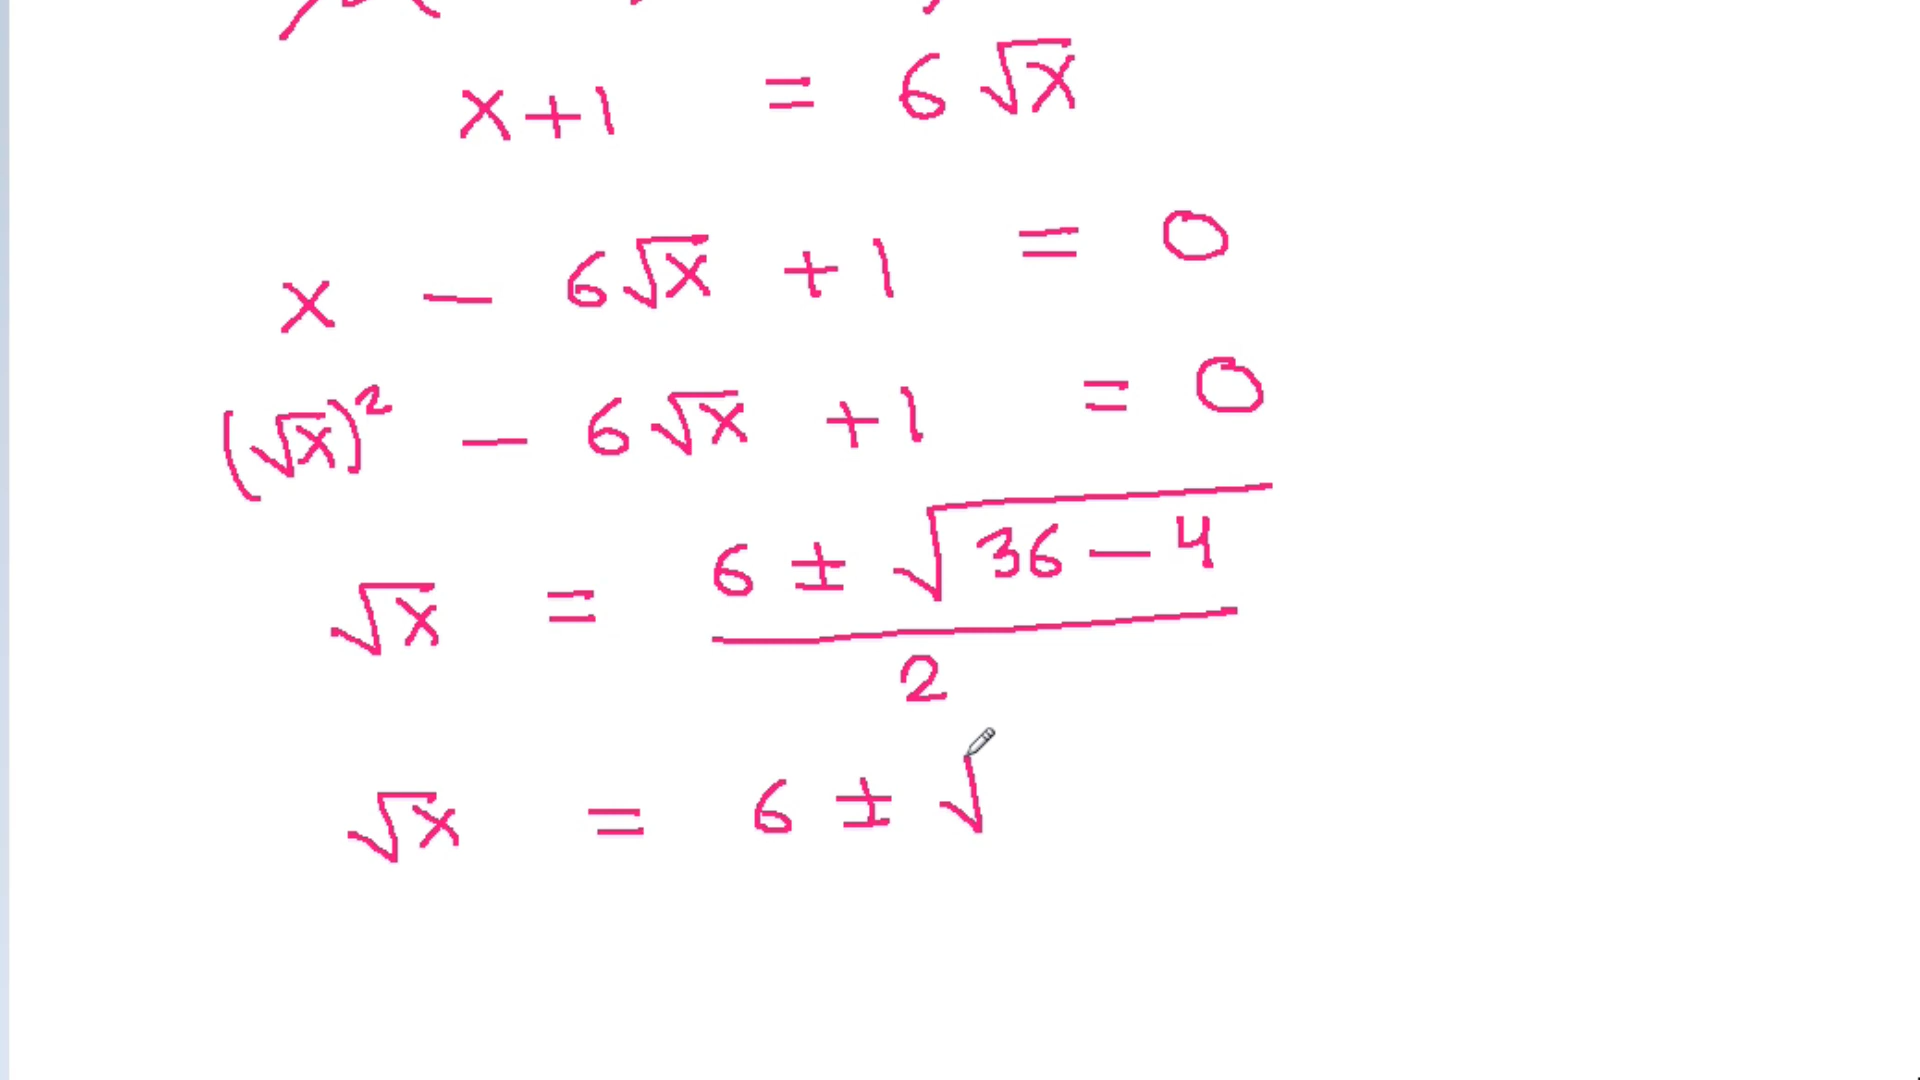 x+1 = 6√x
x − 6√x +1 = 0
(√x)² − 6√x +1 = 0
√x = (6 ± √(36 − 4))/2
√x = 6 ± √